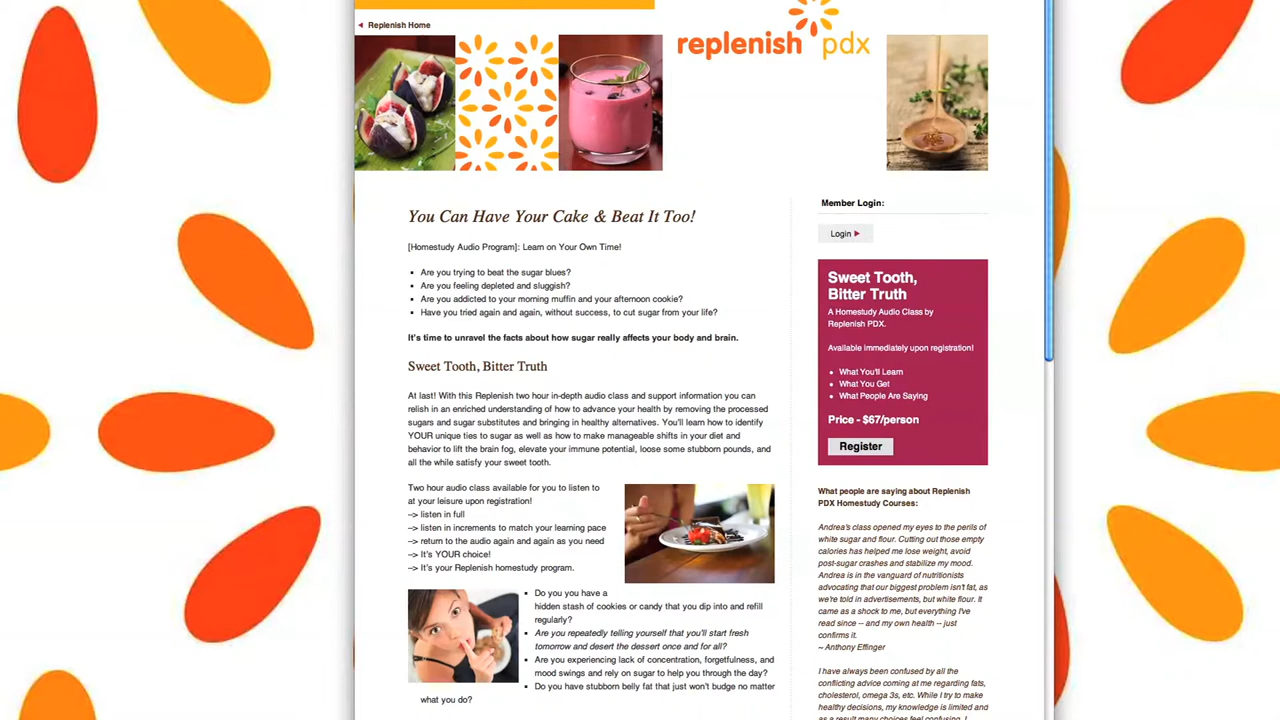 Replenish Home
replenish pdx
You Can Have Your Cake & Beat It Too!
[Homestudy Audio Program]: Learn on Your Own Time!
Are you trying to beat the sugar blues?
Are you feeling depleted and sluggish?
Are you addicted to your morning muffin and your afternoon cookie?
Have you tried again and again, without success, to cut sugar from your life?
It's time to unravel the facts about how sugar really affects your body and brain.
Sweet Tooth, Bitter Truth
At last! With this Replenish two hour in-depth audio class and support information you can
relish in an enriched understanding of how to advance your health by removing the processed
sugars and sugar substitutes and bringing in healthy alternatives. You'll learn how to identify
YOUR unique ties to sugar as well as how to make manageable shifts in your diet and
behavior to lift the brain fog, elevate your immune potential, loose some stubborn pounds, and
all the while satisfy your sweet tooth.
Two hour audio class available for you to listen to
at your leisure upon registration!
--> listen in full
--> listen in increments to match your learning pace
--> return to the audio again and again as you need
--> It's YOUR choice!
--> It's your Replenish homestudy program.
Do you you have a
hidden stash of cookies or candy that you dip into and refill
regularly?
Are you repeatedly telling yourself that you'll start fresh
tomorrow and desert the dessert once and for all?
Are you experiencing lack of concentration, forgetfulness, and
mood swings and rely on sugar to help you through the day?
Do you have stubborn belly fat that just won't budge no matter
what you do?
Member Login:
Login
Sweet Tooth,
Bitter Truth
A Homestudy Audio Class by
Replenish PDX.
Available immediately upon registration!
What You'll Learn
What You Get
What People Are Saying
Price - $67/person
Register
What people are saying about Replenish
PDX Homestudy Courses:
Andrea's class opened my eyes to the perils of
white sugar and flour. Cutting out those empty
calories has helped me lose weight, avoid
post-sugar crashes and stabilize my mood.
Andrea is in the vanguard of nutritionists
advocating that our biggest problem isn't fat, as
we're told in advertisements, but white flour. It
came as a shock to me, but everything I've
read since -- and my own health -- just
confirms it.
~ Anthony Effinger
I have always been confused by all the
conflicting advice coming at me regarding fats,
cholesterol, omega 3s, etc. While I try to make
healthy decisions, my knowledge is limited and
as a result many choices feel confusing. I